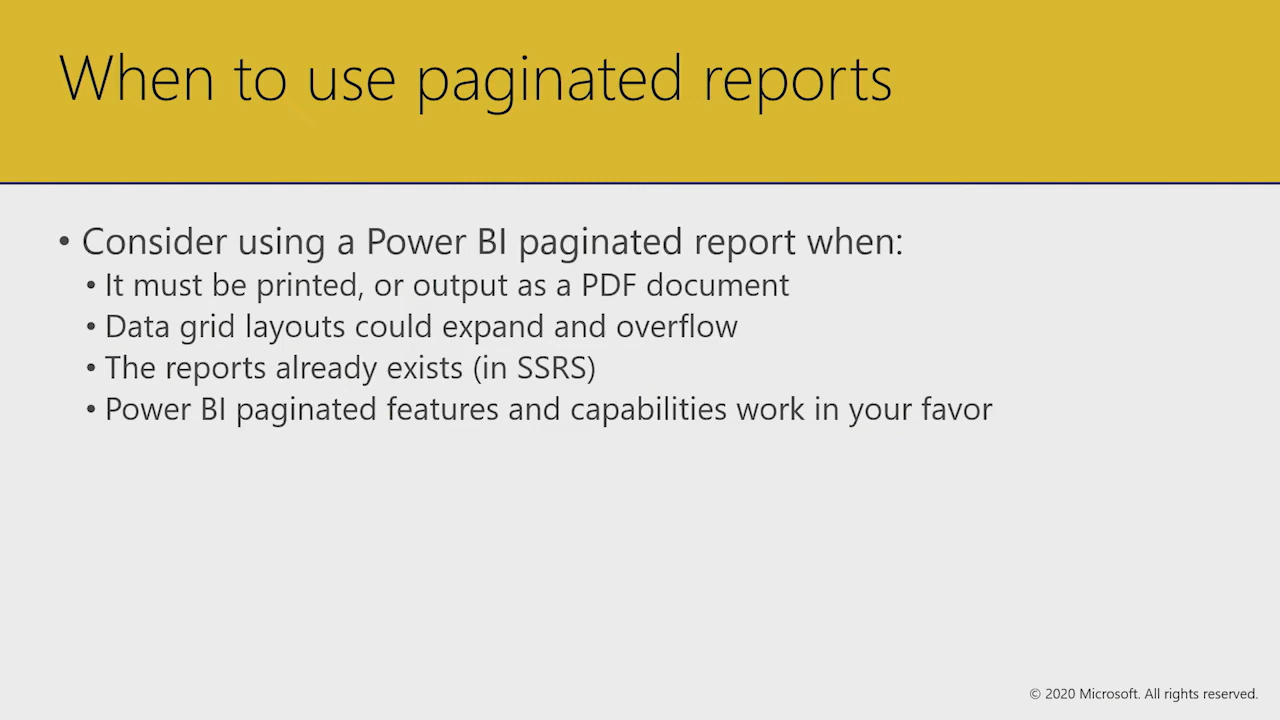 When to use paginated reports
• Consider using a Power BI paginated report when:
• It must be printed, or output as a PDF document
• Data grid layouts could expand and overflow
• The reports already exists (in SSRS)
• Power BI paginated features and capabilities work in your favor
© 2020 Microsoft. All rights reserved.